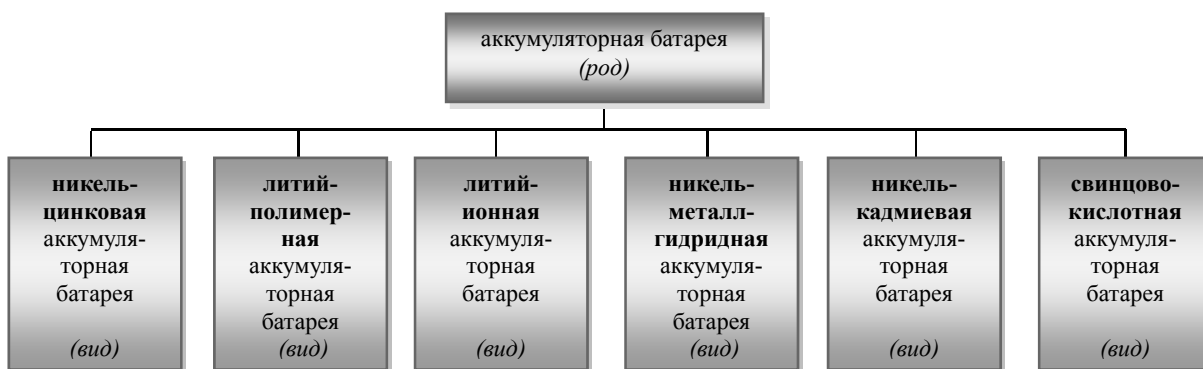 аккумуляторная батарея
(род)
никель-
цинковая
аккумуля-
торная
батарея
(вид)
литий-
полимер-
ная
аккумуля-
торная
батарея
(вид)
литий-
ионная
аккумуля-
торная
батарея
(вид)
никель-
металл-
гидридная
аккумуля-
торная
батарея
(вид)
никель-
кадмиевая
аккумуля-
торная
батарея
(вид)
свинцово-
кислотная
аккумуля-
торная
батарея
(вид)